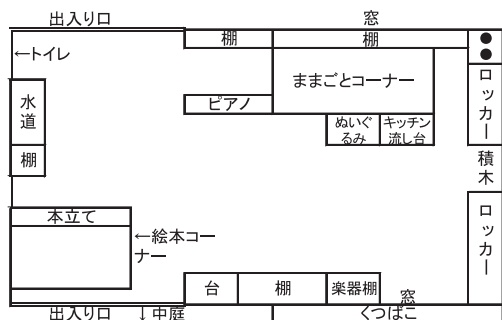 出入り口
窓
棚
棚
←トイレ
ままごとコーナー
ロッカー
水道
ピアノ
ぬいぐ
るみ
キッチン
流し台
棚
積木
本立て
←絵本コー
ナー
ロッカー
台
棚
楽器棚
窓
出入り口
↓中庭
くつばこ